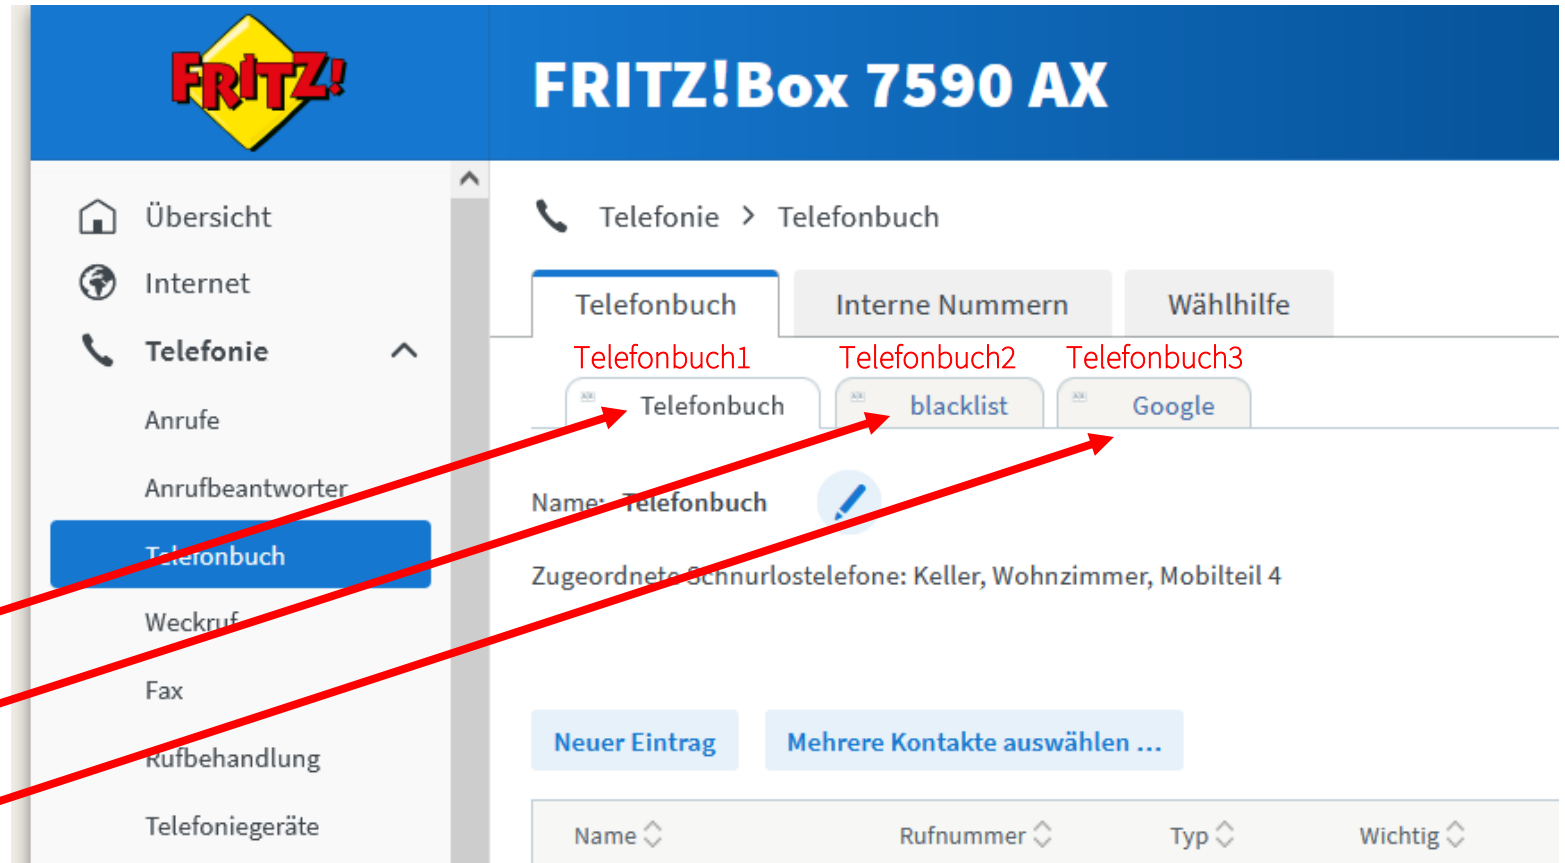 FRITZ!
FRITZ!Box 7590 AX
Übersicht
Internet
Telefonie
Anrufe
Anrufbeantworter
Telefonbuch
Weckruf
Fax
Rufbehandlung
Telefoniegeräte
Telefonie > Telefonbuch
Telefonbuch Interne Nummern Wählhilfe
Telefonbuch1 Telefonbuch2 Telefonbuch3
Telefonbuch blacklist Google
Name: Telefonbuch
Zugeordnete Schnurlostelefone: Keller, Wohnzimmer, Mobilteil 4
Neuer Eintrag Mehrere Kontakte auswählen ...
Name Rufnummer Typ Wichtig